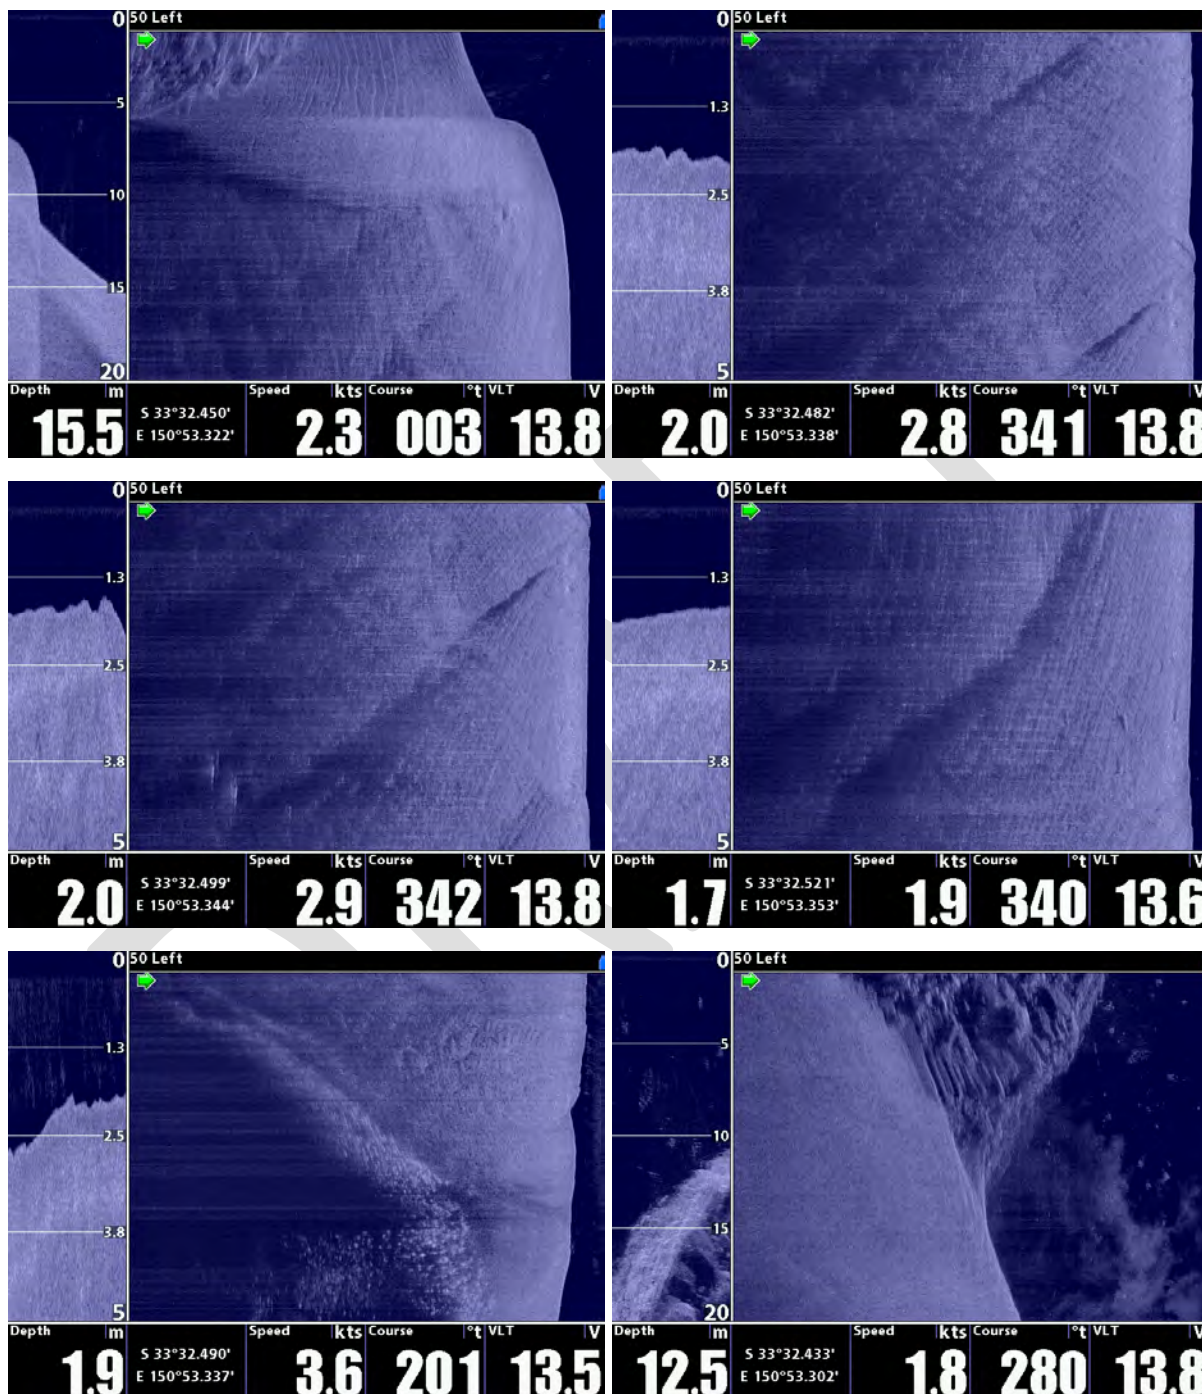 0 50 Left
5
10
15
20
Depth m Speed kts Course °t VLT V
15.5 S 33°32.450' 2.3 003 13.8
E 150°53.322'
0 50 Left
1.3
2.5
3.8
5
Depth m Speed kts Course °t VLT V
2.0 S 33°32.482' 2.8 341 13.8
E 150°53.338'
0 50 Left
1.3
2.5
3.8
5
Depth m Speed kts Course °t VLT V
2.0 S 33°32.499' 2.9 342 13.8
E 150°53.344'
0 50 Left
1.3
2.5
3.8
5
Depth m Speed kts Course °t VLT V
1.7 S 33°32.521' 1.9 340 13.6
E 150°53.353'
0 50 Left
1.3
2.5
3.8
5
Depth m Speed kts Course °t VLT V
1.9 S 33°32.490' 3.6 201 13.5
E 150°53.337'
0 50 Left
5
10
15
20
Depth m Speed kts Course °t VLT V
12.5 S 33°32.433' 1.8 280 13.8
E 150°53.302'